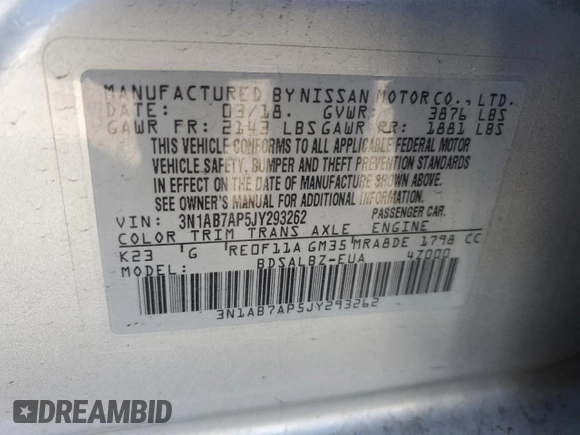 MANUFACTURED BY NISSAN MOTOR CO., LTD.
DATE: 03/18. GVWR: 3876 LBS
GAWR FR: 2143 LBS GAWR RR: 1881 LBS
THIS VEHICLE CONFORMS TO ALL APPLICABLE FEDERAL MOTOR
VEHICLE SAFETY, BUMPER AND THEFT PREVENTION STANDARDS
IN EFFECT ON THE DATE OF MANUFACTURE SHOWN ABOVE.
SEE OWNER'S MANUAL FOR ADDITIONAL INFORMATION.
VIN: 3N1AB7AP5JY293262 PASSENGER CAR.
COLOR TRIM TRANS AXLE ENGINE
K23 G RE0F11A GM35 MRA8DE 1798 CC
MODEL: BDSALBZ-EUA 4Z000
3N1AB7AP5JY293262
DREAMBID